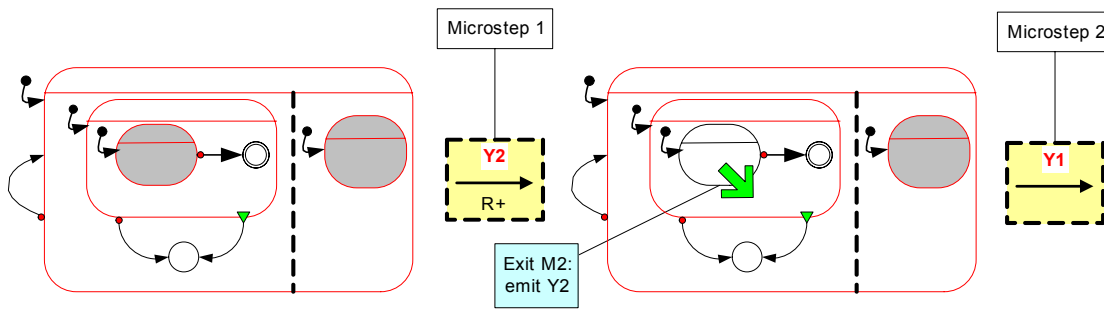 Microstep 1
Microstep 2
Y2
R+
Y1
Exit M2:
emit Y2